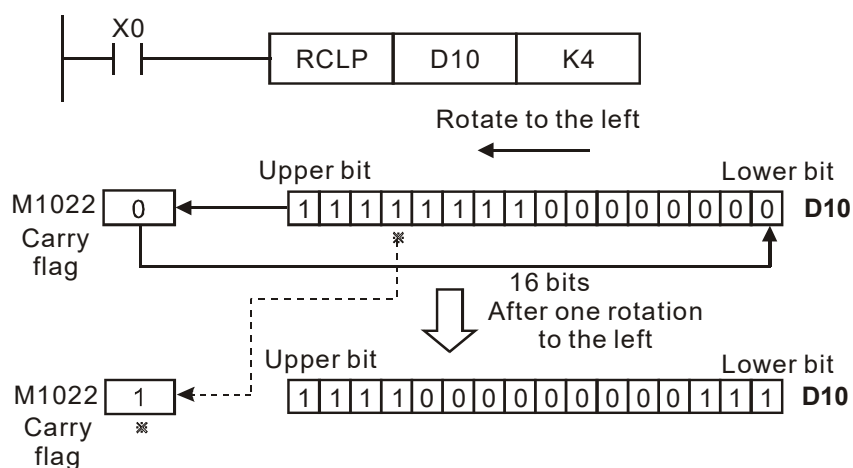 X0
RCLP D10 K4
Rotate to the left
Upper bit Lower bit
M1022 0 1 1 1 1 1 1 1 1 0 0 0 0 0 0 0 0 D10
Carry
flag
※
16 bits
After one rotation
to the left
Upper bit Lower bit
M1022 1 1 1 1 1 0 0 0 0 0 0 0 0 0 1 1 1 D10
Carry ※
flag